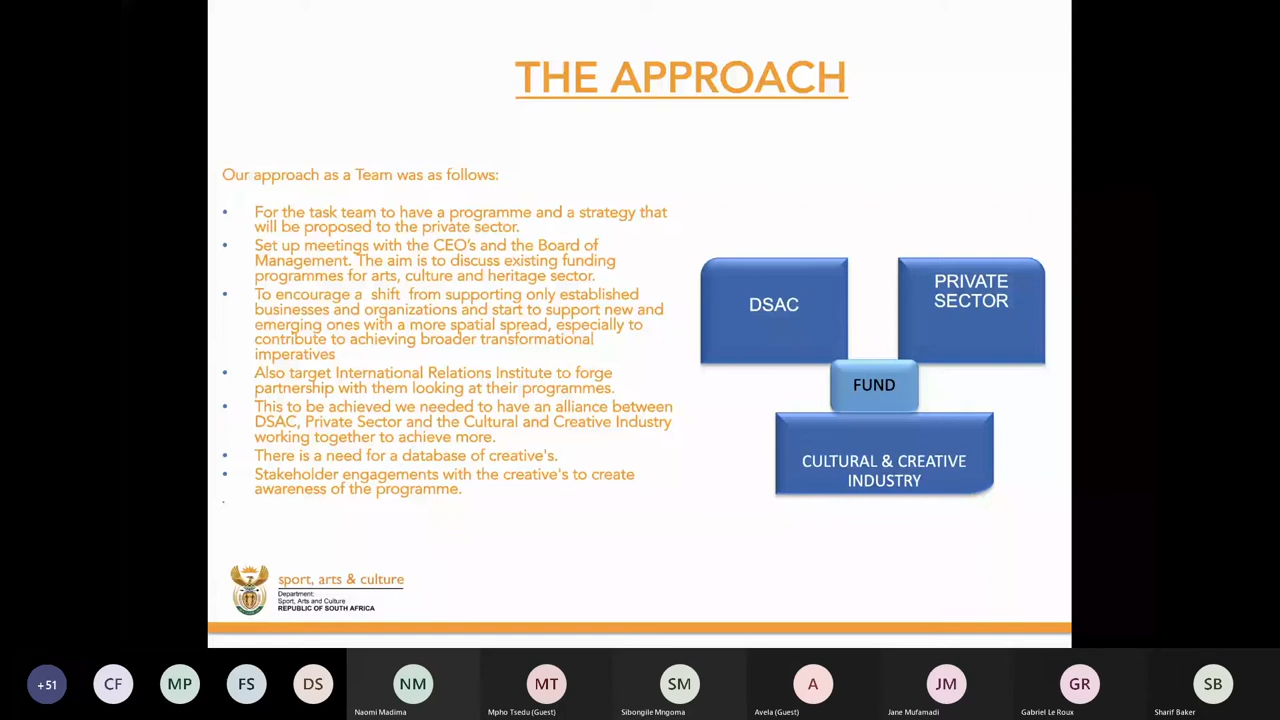 THE APPROACH
Our approach as a Team was as follows:
• For the task team to have a programme and a strategy that
will be proposed to the private sector.
• Set up meetings with the CEO's and the Board of
Management. The aim is to discuss existing funding
programmes for arts, culture and heritage sector.
• To encourage a shift from supporting only established
businesses and organizations and start to support new and
emerging ones with a more spatial spread, especially to
contribute to achieving broader transformational
imperatives
• Also target International Relations Institute to forge
partnership with them looking at their programmes.
• This to be achieved we needed to have an alliance between
DSAC, Private Sector and the Cultural and Creative Industry
working together to achieve more.
• There is a need for a database of creative's.
• Stakeholder engagements with the creative's to create
awareness of the programme.
.
DSAC
PRIVATE
SECTOR
FUND
CULTURAL & CREATIVE
INDUSTRY
sport, arts & culture
Department:
Sport, Arts and Culture
REPUBLIC OF SOUTH AFRICA
+51
CF
MP
FS
DS
NM
MT
SM
A
JM
GR
SB
Naomi Madima
Mpho Tsedu (Guest)
Sibongile Mngoma
Avela (Guest)
Jane Mufamadi
Gabriel Le Roux
Sharif Baker